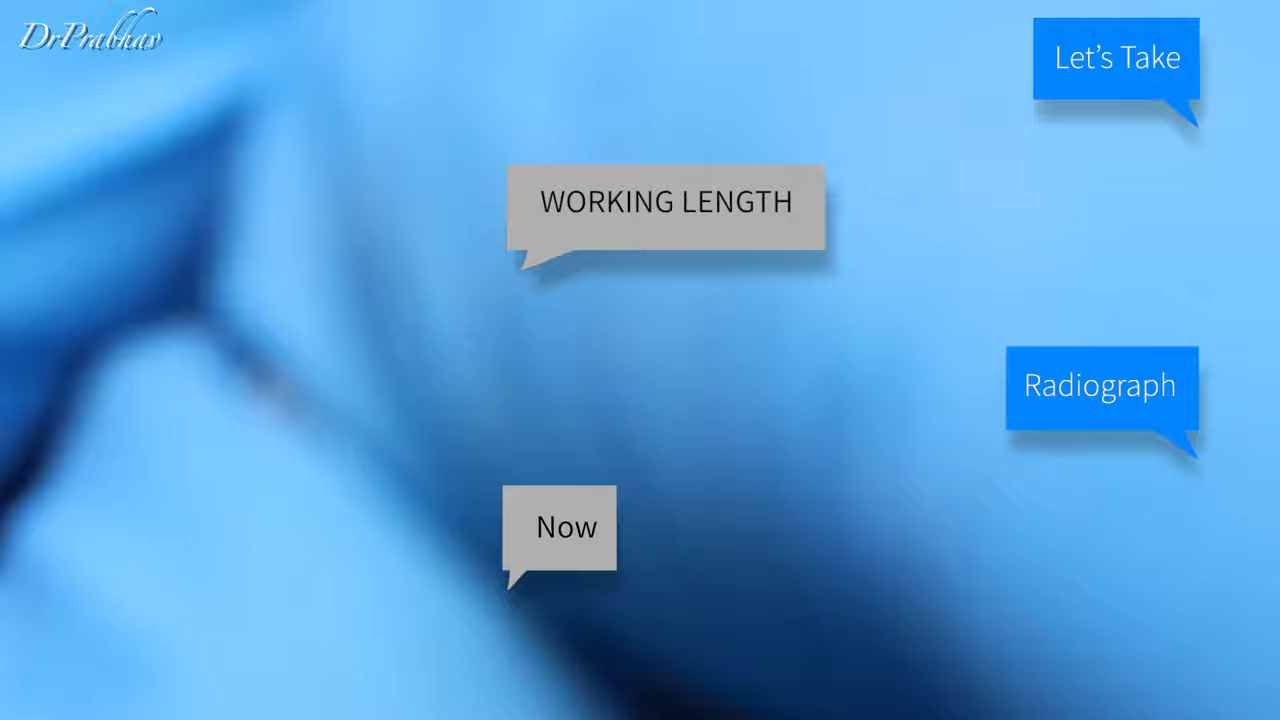 DrPrabhav
Let’s Take
WORKING LENGTH
Radiograph
Now